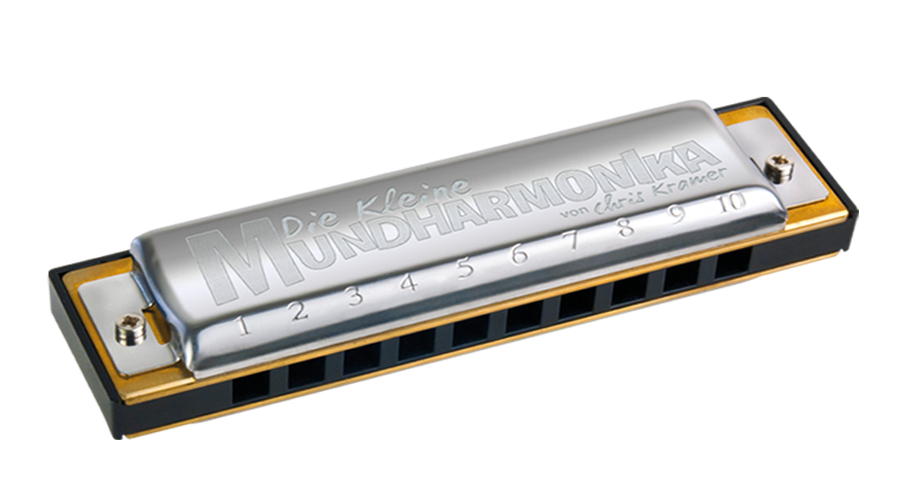 Die Kleine
MUNDHARMONIKA
von Chris Kramer
1 2 3 4 5 6 7 8 9 10